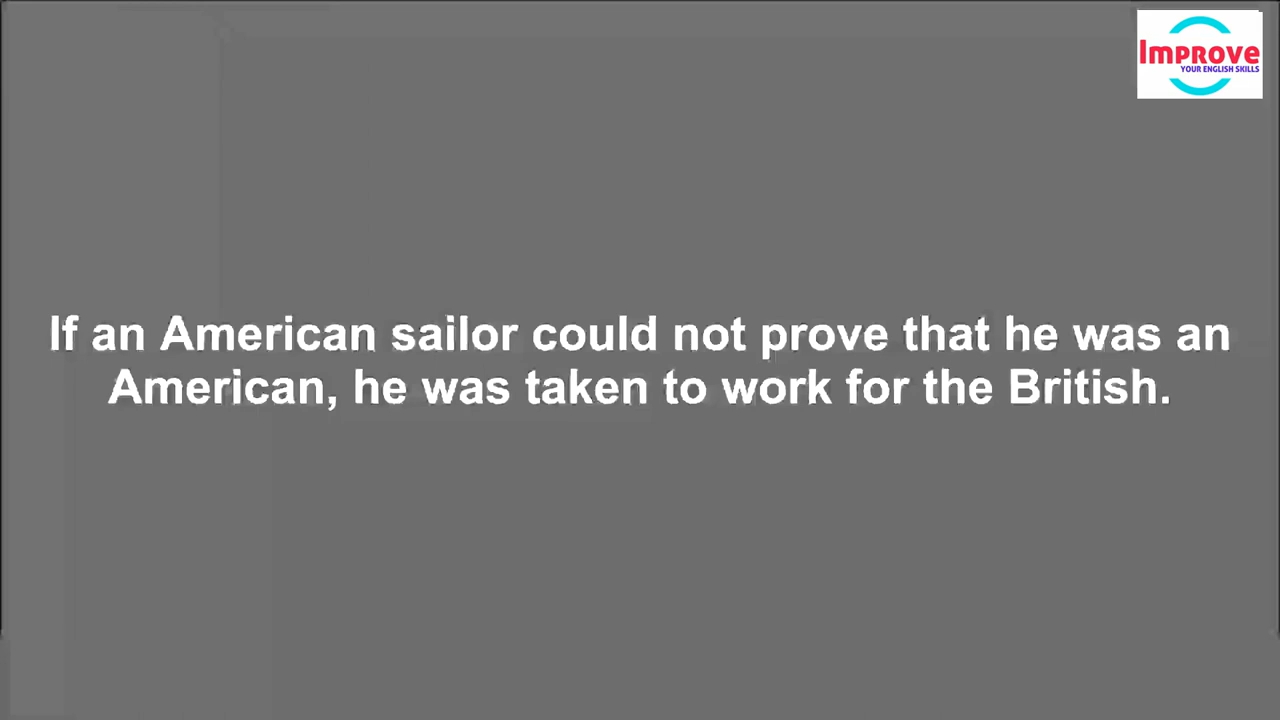 Improve
YOUR ENGLISH SKILLS
If an American sailor could not prove that he was an
American, he was taken to work for the British.